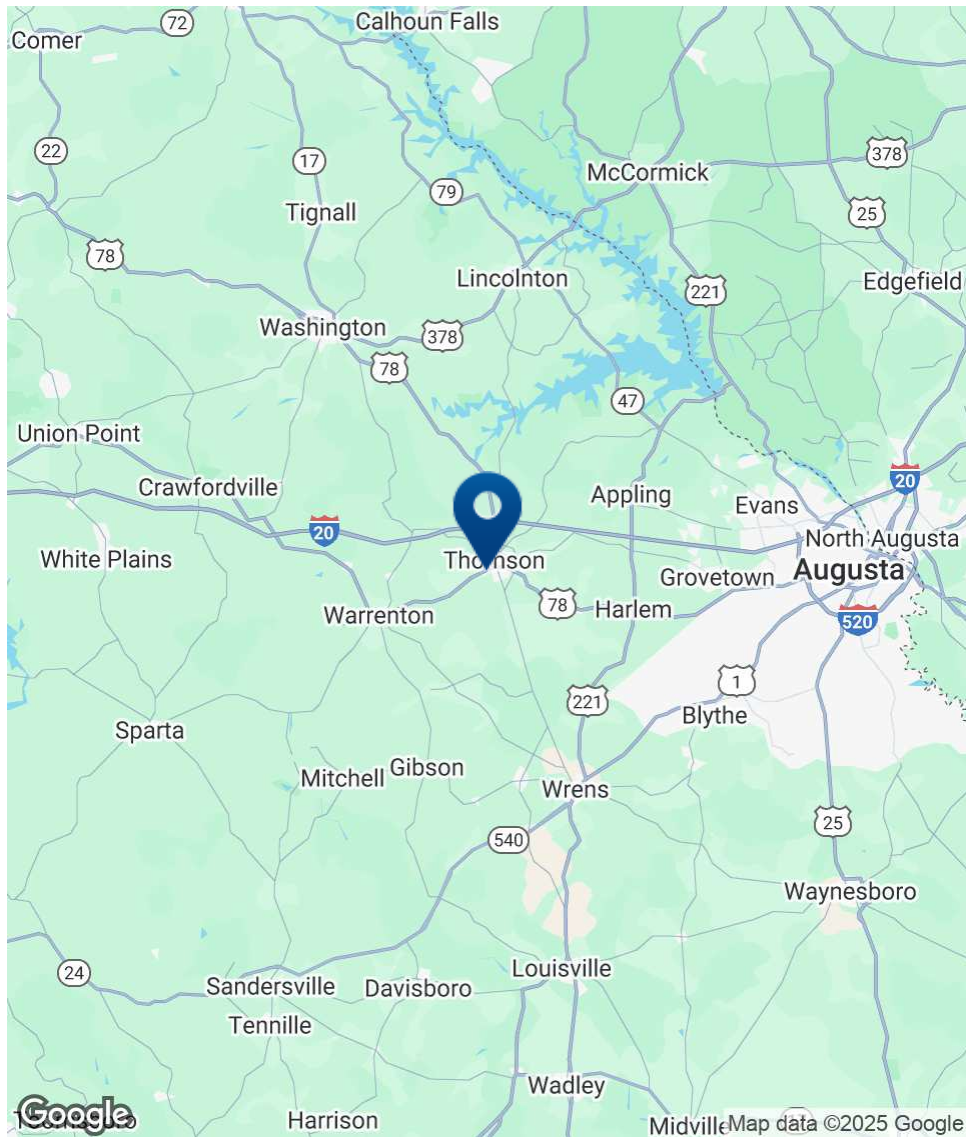 Calhoun Falls
72
Comer
22
17
McCormick
378
79
25
Tignall
78
Lincolnton
Edgefield
221
Washington
378
78
47
Union Point
Crawfordville
Appling
20
Evans
20
North Augusta
White Plains
Thomson
Augusta
Grovetown
78
Harlem
Warrenton
520
1
221
Blythe
Sparta
Gibson
Mitchell
Wrens
25
540
Waynesboro
24
Louisville
Sandersville
Davisboro
Tennille
Wadley
Google
Harrison
Midville
Map data ©2025 Google